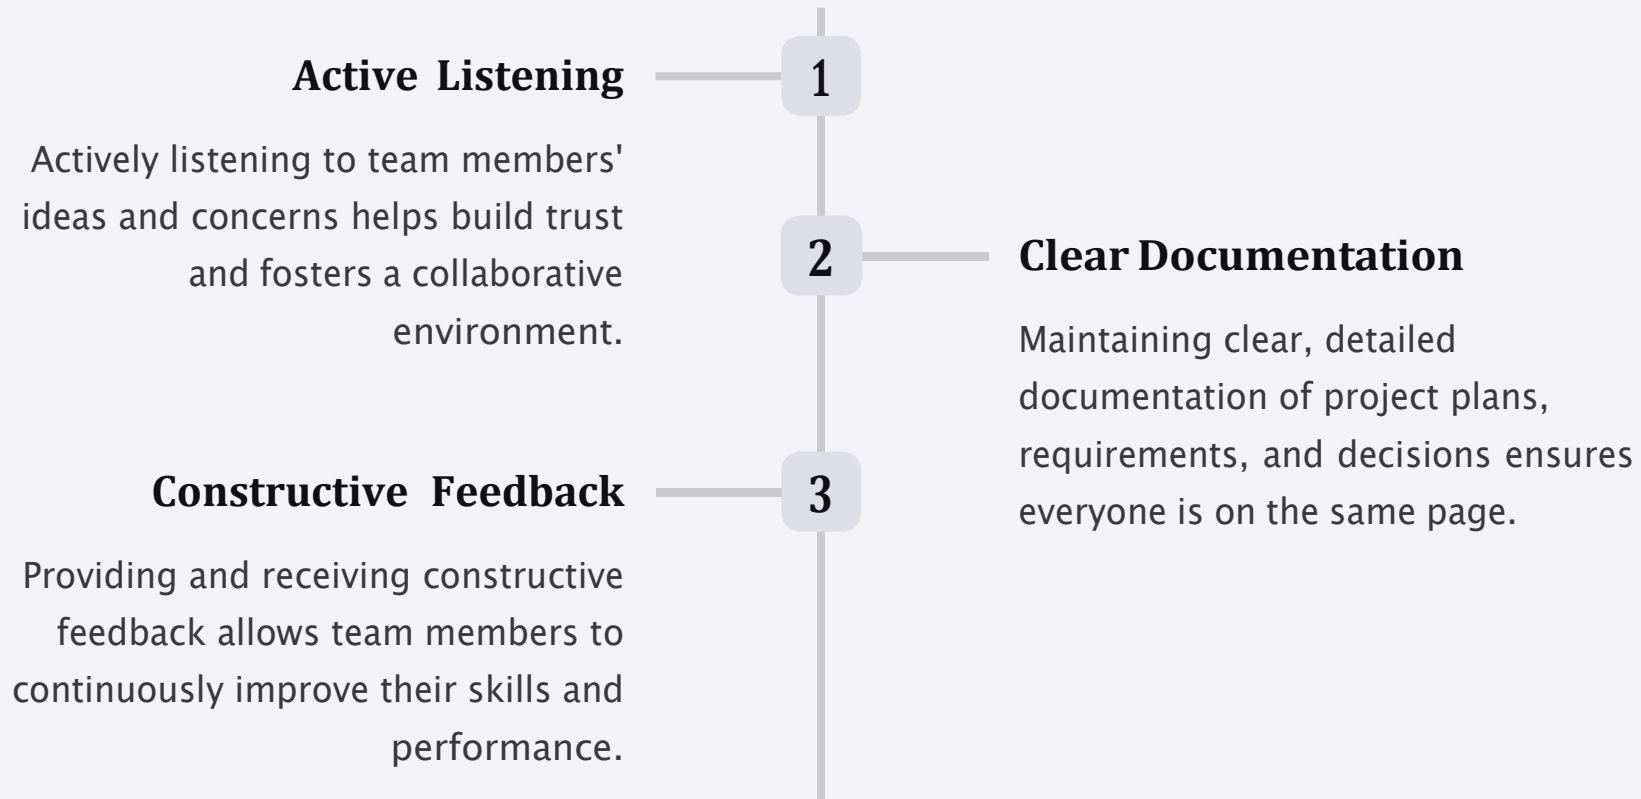 1
Active Listening
Actively listening to team members'
ideas and concerns helps build trust
and fosters a collaborative
environment.
2
Clear Documentation
Maintaining clear, detailed
documentation of project plans,
requirements, and decisions ensures
everyone is on the same page.
3
Constructive Feedback
Providing and receiving constructive
feedback allows team members to
continuously improve their skills and
performance.